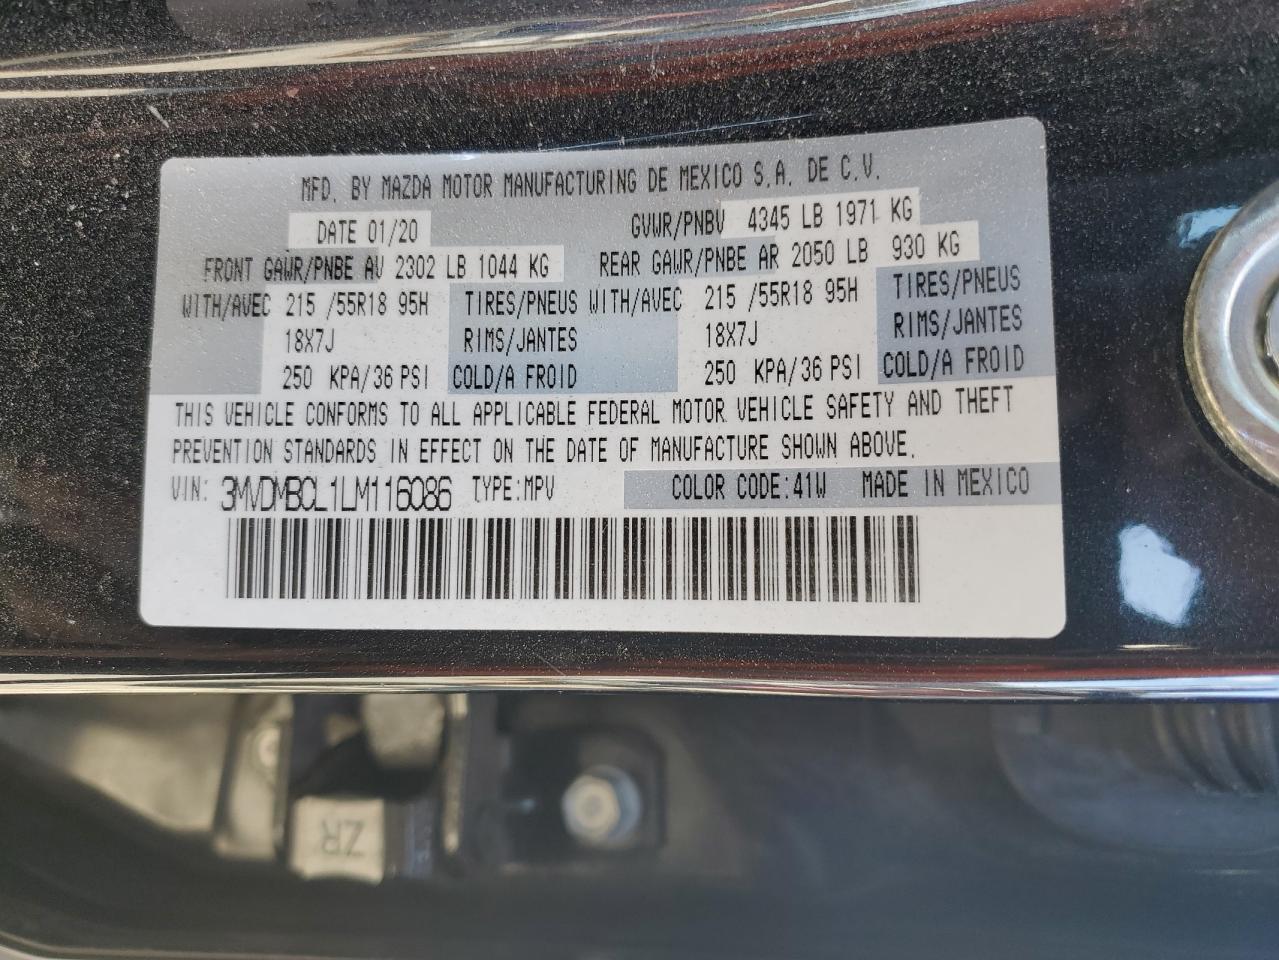 MFD. BY MAZDA MOTOR MANUFACTURING DE MEXICO S.A. DE C.V.
DATE 01/20 GVWR/PNBV 4345 LB 1971 KG
FRONT GAWR/PNBE AV 2302 LB 1044 KG REAR GAWR/PNBE AR 2050 LB 930 KG
WITH/AVEC 215 /55R18 95H TIRES/PNEUS WITH/AVEC 215 /55R18 95H TIRES/PNEUS
18X7J RIMS/JANTES 18X7J RIMS/JANTES
250 KPA/36 PSI COLD/A FROID 250 KPA/36 PSI COLD/A FROID
THIS VEHICLE CONFORMS TO ALL APPLICABLE FEDERAL MOTOR VEHICLE SAFETY AND THEFT
PREVENTION STANDARDS IN EFFECT ON THE DATE OF MANUFACTURE SHOWN ABOVE.
VIN: 3MVDMBCL1LM116086 TYPE:MPV COLOR CODE:41W MADE IN MEXICO
ZR